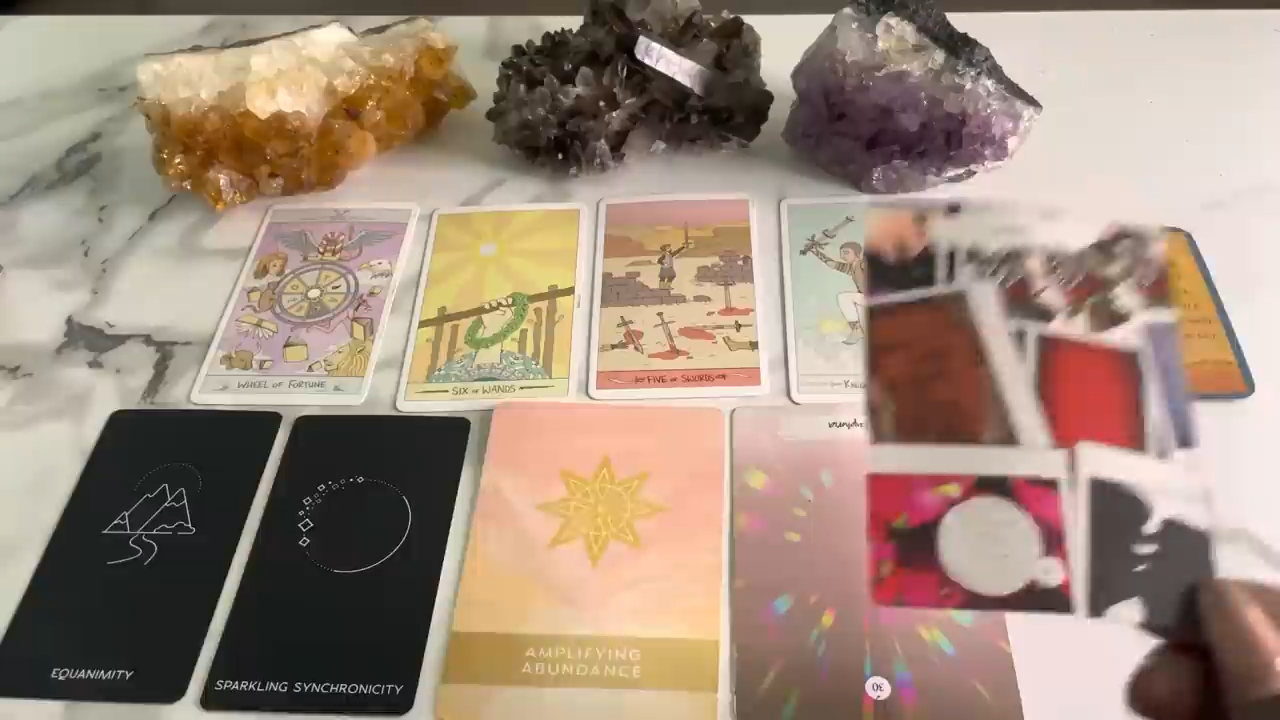 X
WHEEL OF FORTUNE
SIX OF WANDS
FIVE OF SWORDS
EQUANIMITY
SPARKLING SYNCHRONICITY
AMPLIFYING
ABUNDANCE
30